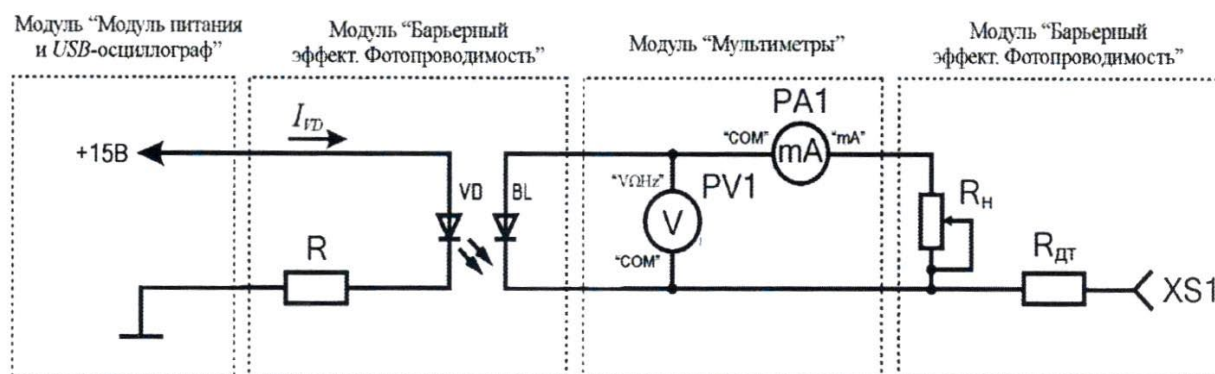 Модуль “Модуль питания
и USB-осциллограф”
Модуль “Барьерный
эффект. Фотопроводимость”
Модуль “Мультиметры”
Модуль “Барьерный
эффект. Фотопроводимость”
I_VD
PA1
“COM”
mA
“mA”
+15В
VD
BL
“VΩHz”
PV1
V
“COM”
R_Н
R
R_ДТ
XS1